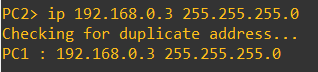 PC2> ip 192.168.0.3 255.255.255.0
Checking for duplicate address...
PC1 : 192.168.0.3 255.255.255.0